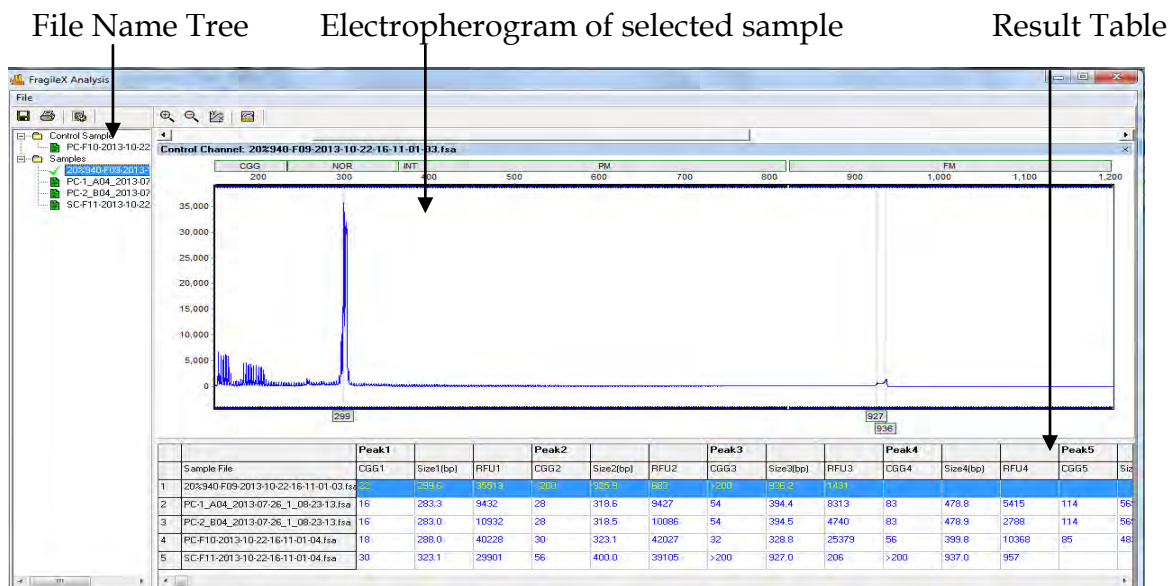 File Name Tree Electropherogram of selected sample Result Table
FragileX Analysis
File
Control Sample
PC-F10-2013-10-22
Samples
20%940-F09-2013-1
PC-1_A04_2013-07
PC-2_B04_2013-07
SC-F11-2013-10-22
Control Channel: 20%940-F09-2013-10-22-16-11-01-03.fsa
CGG NOR INT PM FM
200 300 400 500 600 700 800 900 1,000 1,100 1,200
35,000
30,000
25,000
20,000
15,000
10,000
5,000
0
299 927
936
Peak1 Peak2 Peak3 Peak4 Peak5
Sample File CGG1 Size1(bp) RFU1 CGG2 Size2(bp) RFU2 CGG3 Size3(bp) RFU3 CGG4 Size4(bp) RFU4 CGG5 Siz
1 20%940-F09-2013-10-22-16-11-01-03.fsa 22 299.6 35513 >200 925.9 683 >200 936.2 1431
2 PC-1_A04_2013-07-26_1_08-23-13.fsa 16 283.3 9432 28 318.6 9427 54 394.4 8313 83 478.8 5415 114 56
3 PC-2_B04_2013-07-26_1_08-23-13.fsa 16 283.0 10932 28 318.5 10086 54 394.5 4740 83 478.9 2788 114 56
4 PC-F10-2013-10-22-16-11-01-04.fsa 18 288.0 40228 30 323.1 42027 32 328.8 25379 56 399.8 10368 85 48
5 SC-F11-2013-10-22-16-11-01-04.fsa 30 323.1 29901 56 400.0 39105 >200 927.0 206 >200 937.0 957